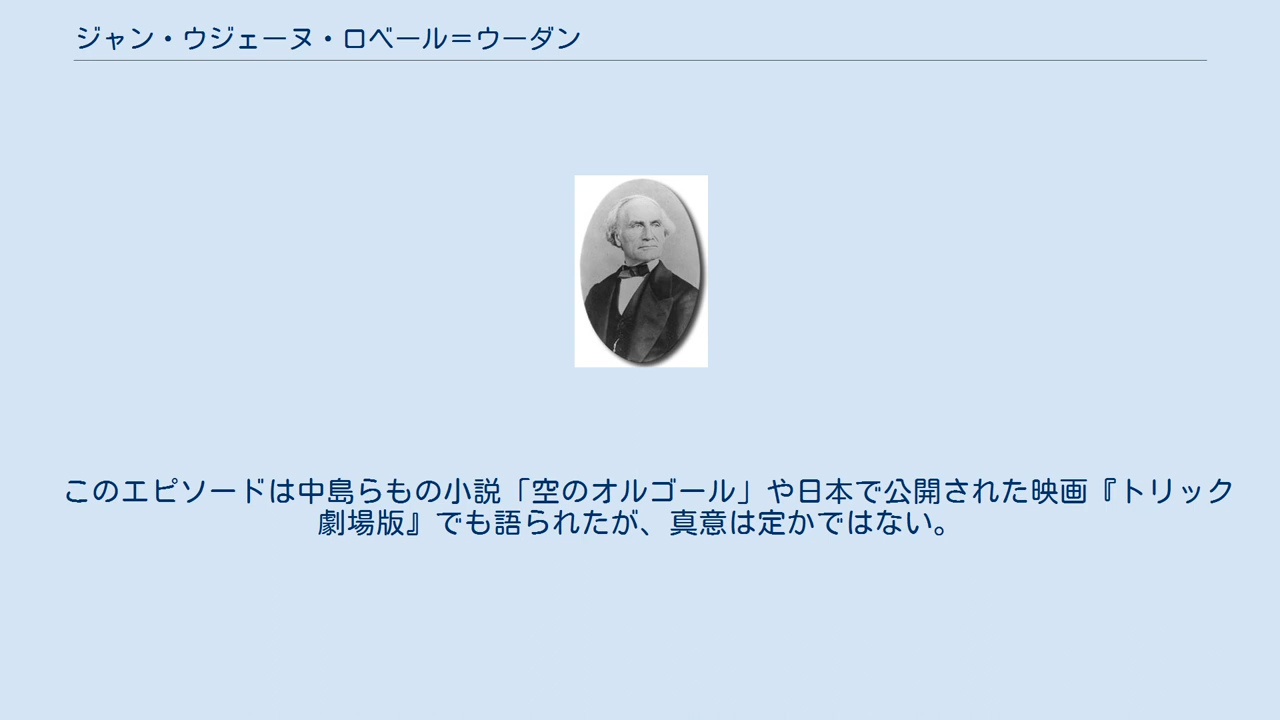 ジャン・ウジェーヌ・ロベール＝ウーダン
このエピソードは中島らもの小説「空のオルゴール」や日本で公開された映画『トリック
劇場版』でも語られたが、真意は定かではない。